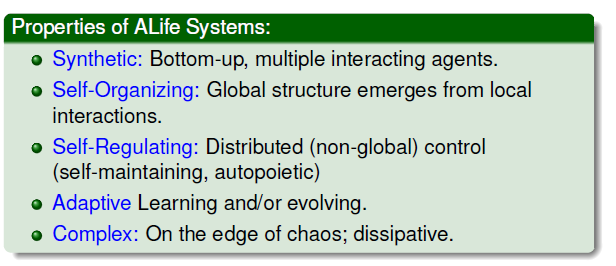 Properties of ALife Systems:
Synthetic: Bottom-up, multiple interacting agents.
Self-Organizing: Global structure emerges from local
interactions.
Self-Regulating: Distributed (non-global) control
(self-maintaining, autopoietic)
Adaptive Learning and/or evolving.
Complex: On the edge of chaos; dissipative.